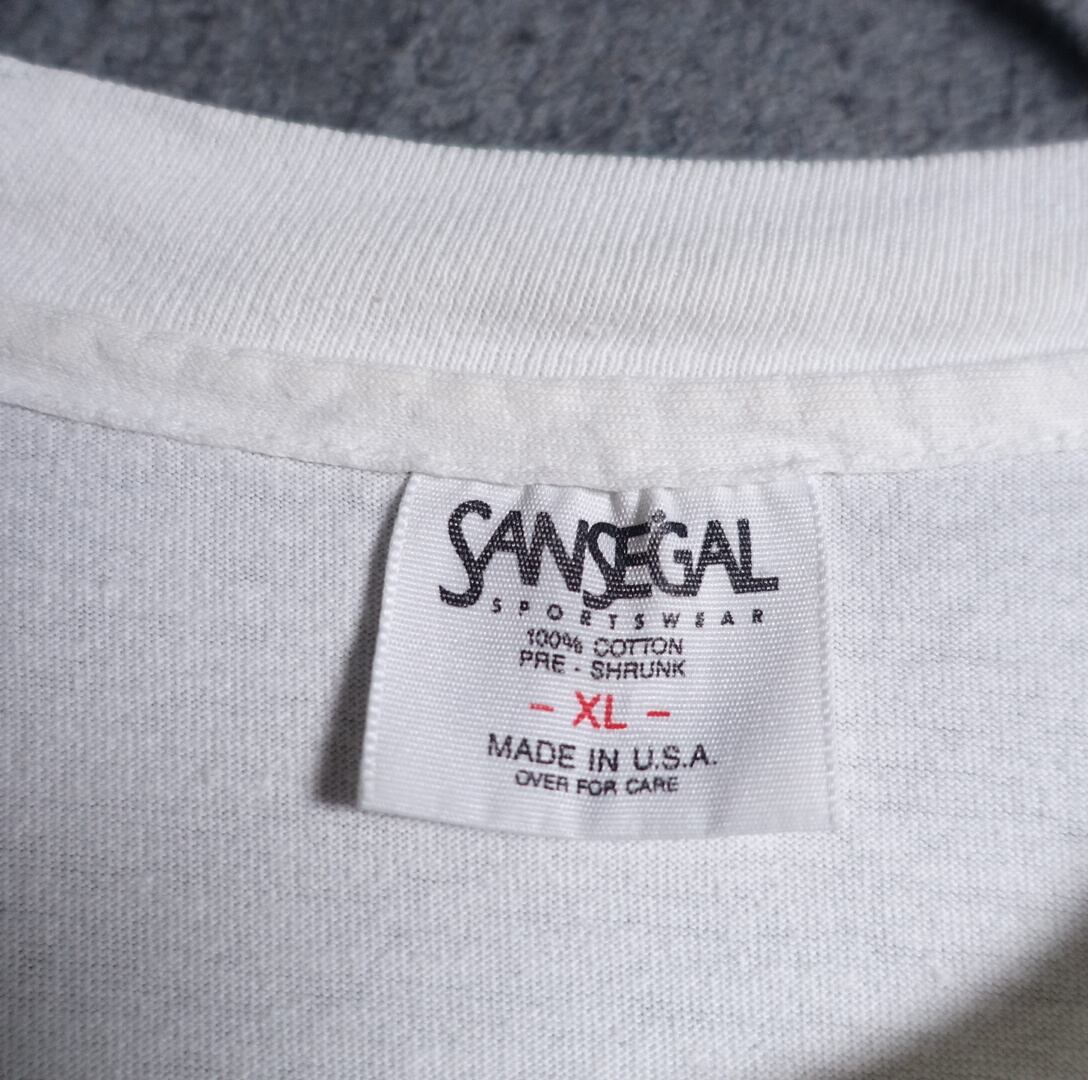 SANSEGAL
SPORTSWEAR
100% COTTON
PRE - SHRUNK
- XL -
MADE IN U.S.A.
OVER FOR CARE